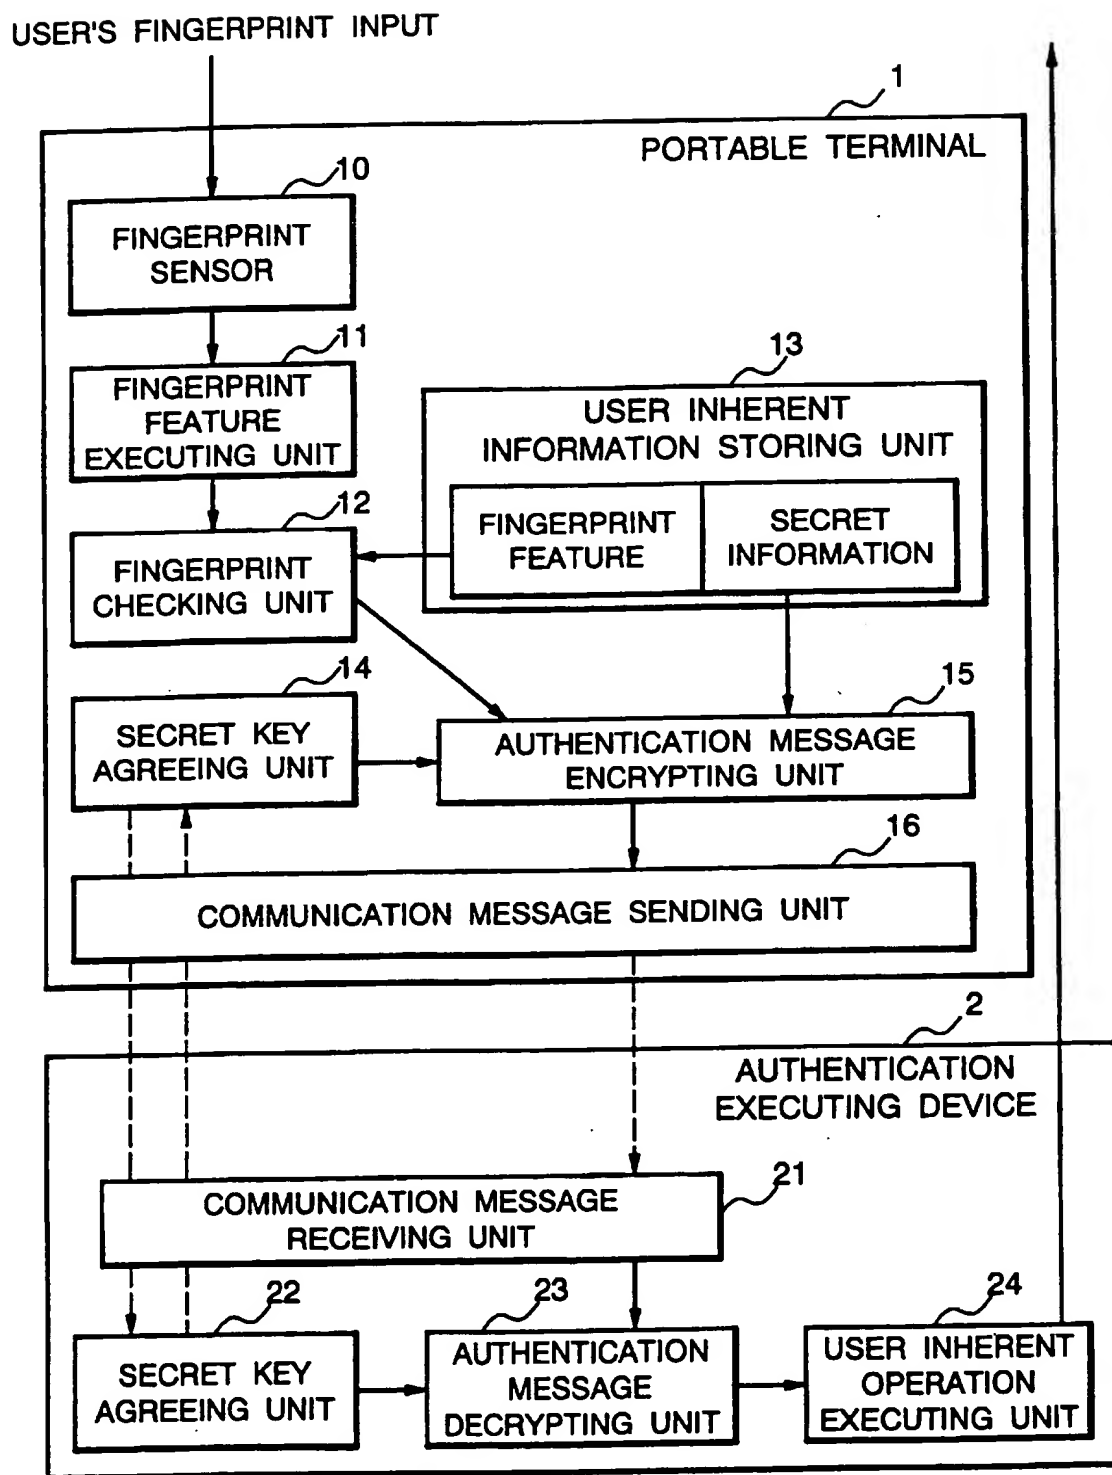 USER'S FINGERPRINT INPUT
1
PORTABLE TERMINAL
10
FINGERPRINT
SENSOR
11
FINGERPRINT
FEATURE
EXECUTING UNIT
13
USER INHERENT
INFORMATION STORING UNIT
FINGERPRINT
FEATURE
SECRET
INFORMATION
12
FINGERPRINT
CHECKING UNIT
14
SECRET KEY
AGREEING UNIT
15
AUTHENTICATION MESSAGE
ENCRYPTING UNIT
16
COMMUNICATION MESSAGE SENDING UNIT
2
AUTHENTICATION
EXECUTING DEVICE
21
COMMUNICATION MESSAGE
RECEIVING UNIT
22
SECRET KEY
AGREEING UNIT
23
AUTHENTICATION
MESSAGE
DECRYPTING UNIT
24
USER INHERENT
OPERATION
EXECUTING UNIT